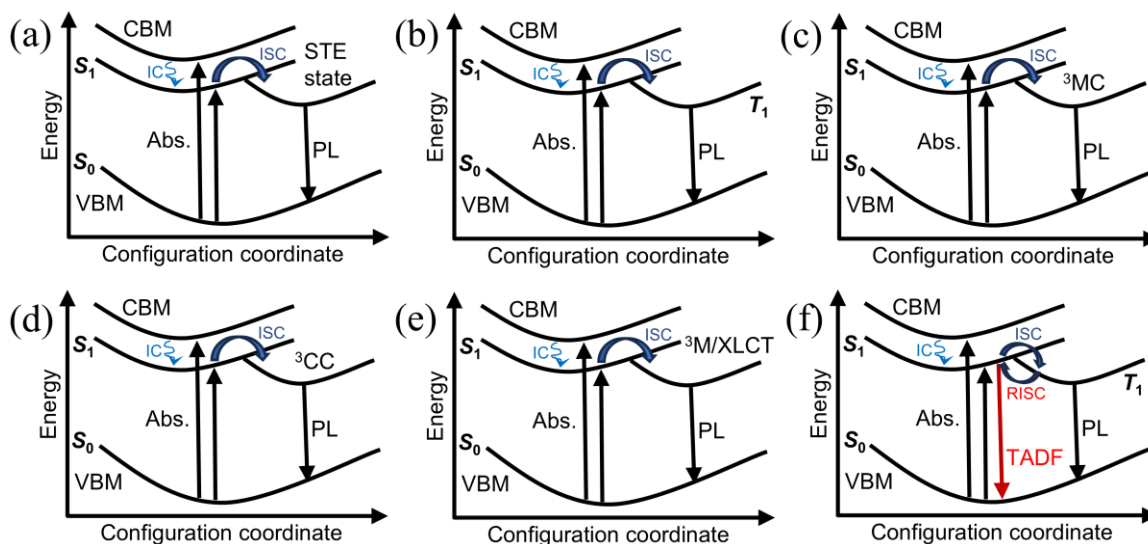 (a)
CBM
S₁
IC
ISC
STE
state
Energy
Abs.
PL
S₀
VBM
Configuration coordinate
(b)
CBM
S₁
IC
ISC
T₁
Energy
Abs.
PL
S₀
VBM
Configuration coordinate
(c)
CBM
S₁
IC
ISC
³MC
Energy
Abs.
PL
S₀
VBM
Configuration coordinate
(d)
CBM
S₁
IC
ISC
³CC
Energy
Abs.
PL
S₀
VBM
Configuration coordinate
(e)
CBM
S₁
IC
ISC
³M/XLCT
Energy
Abs.
PL
S₀
VBM
Configuration coordinate
(f)
CBM
S₁
IC
ISC
RISC
T₁
Energy
Abs.
PL
TADF
S₀
VBM
Configuration coordinate